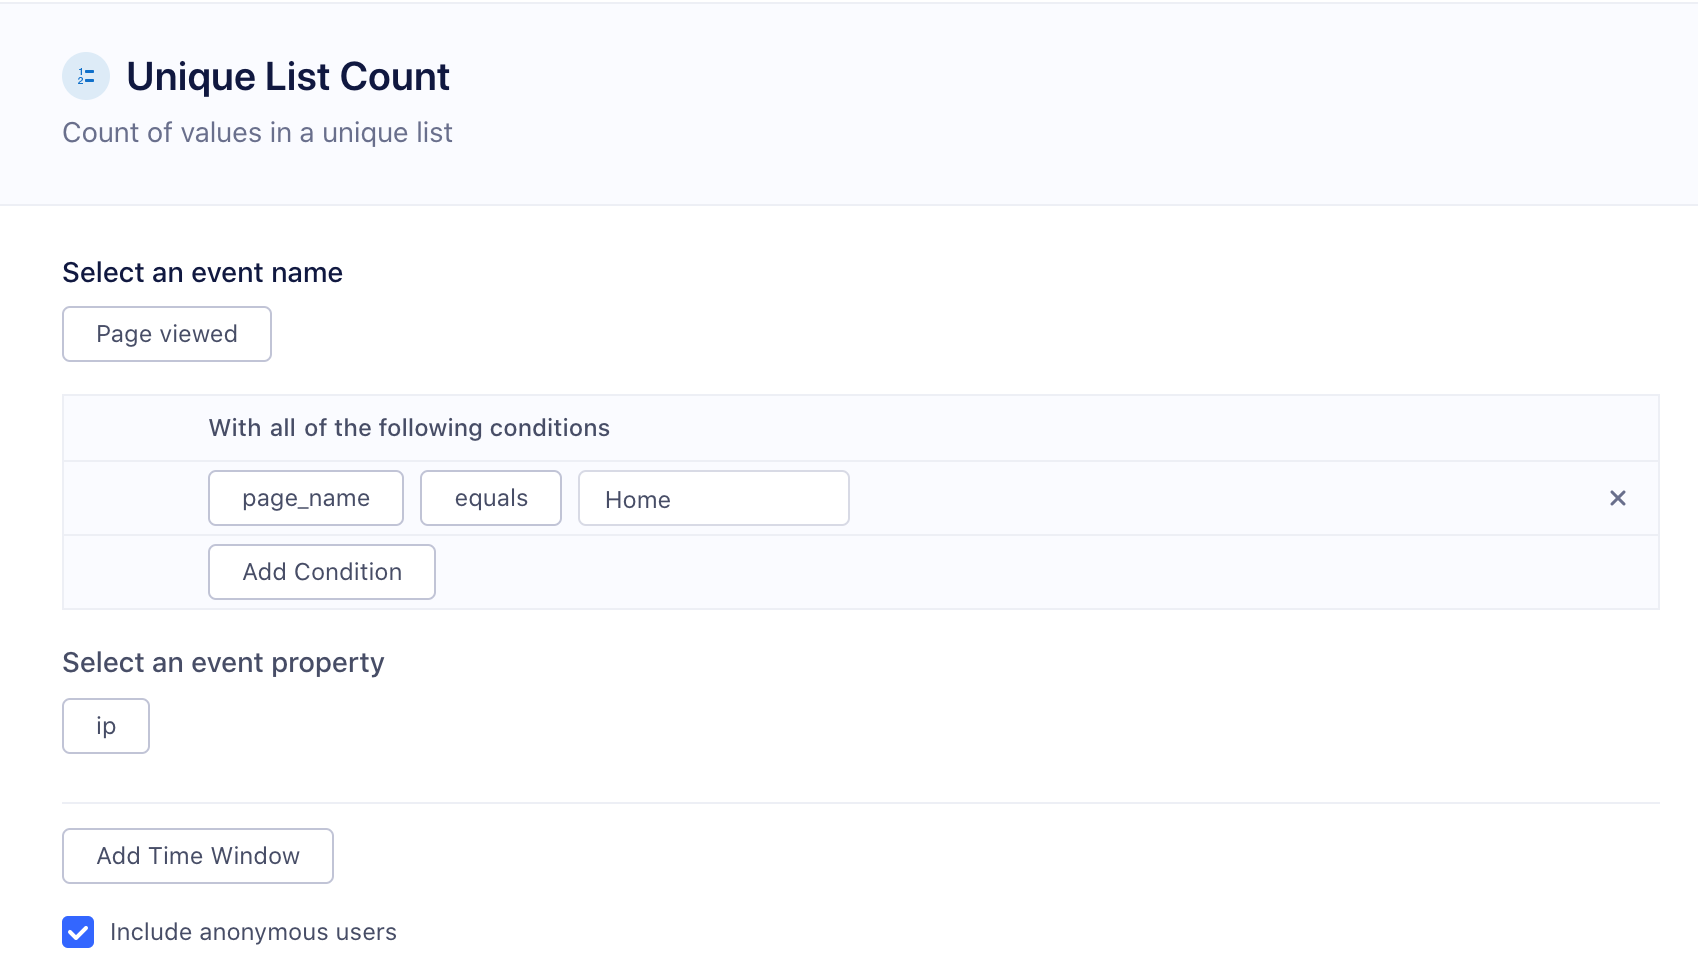 Unique List Count
Count of values in a unique list
Select an event name
Page viewed
With all of the following conditions
page_name equals Home
Add Condition
Select an event property
ip
Add Time Window
Include anonymous users